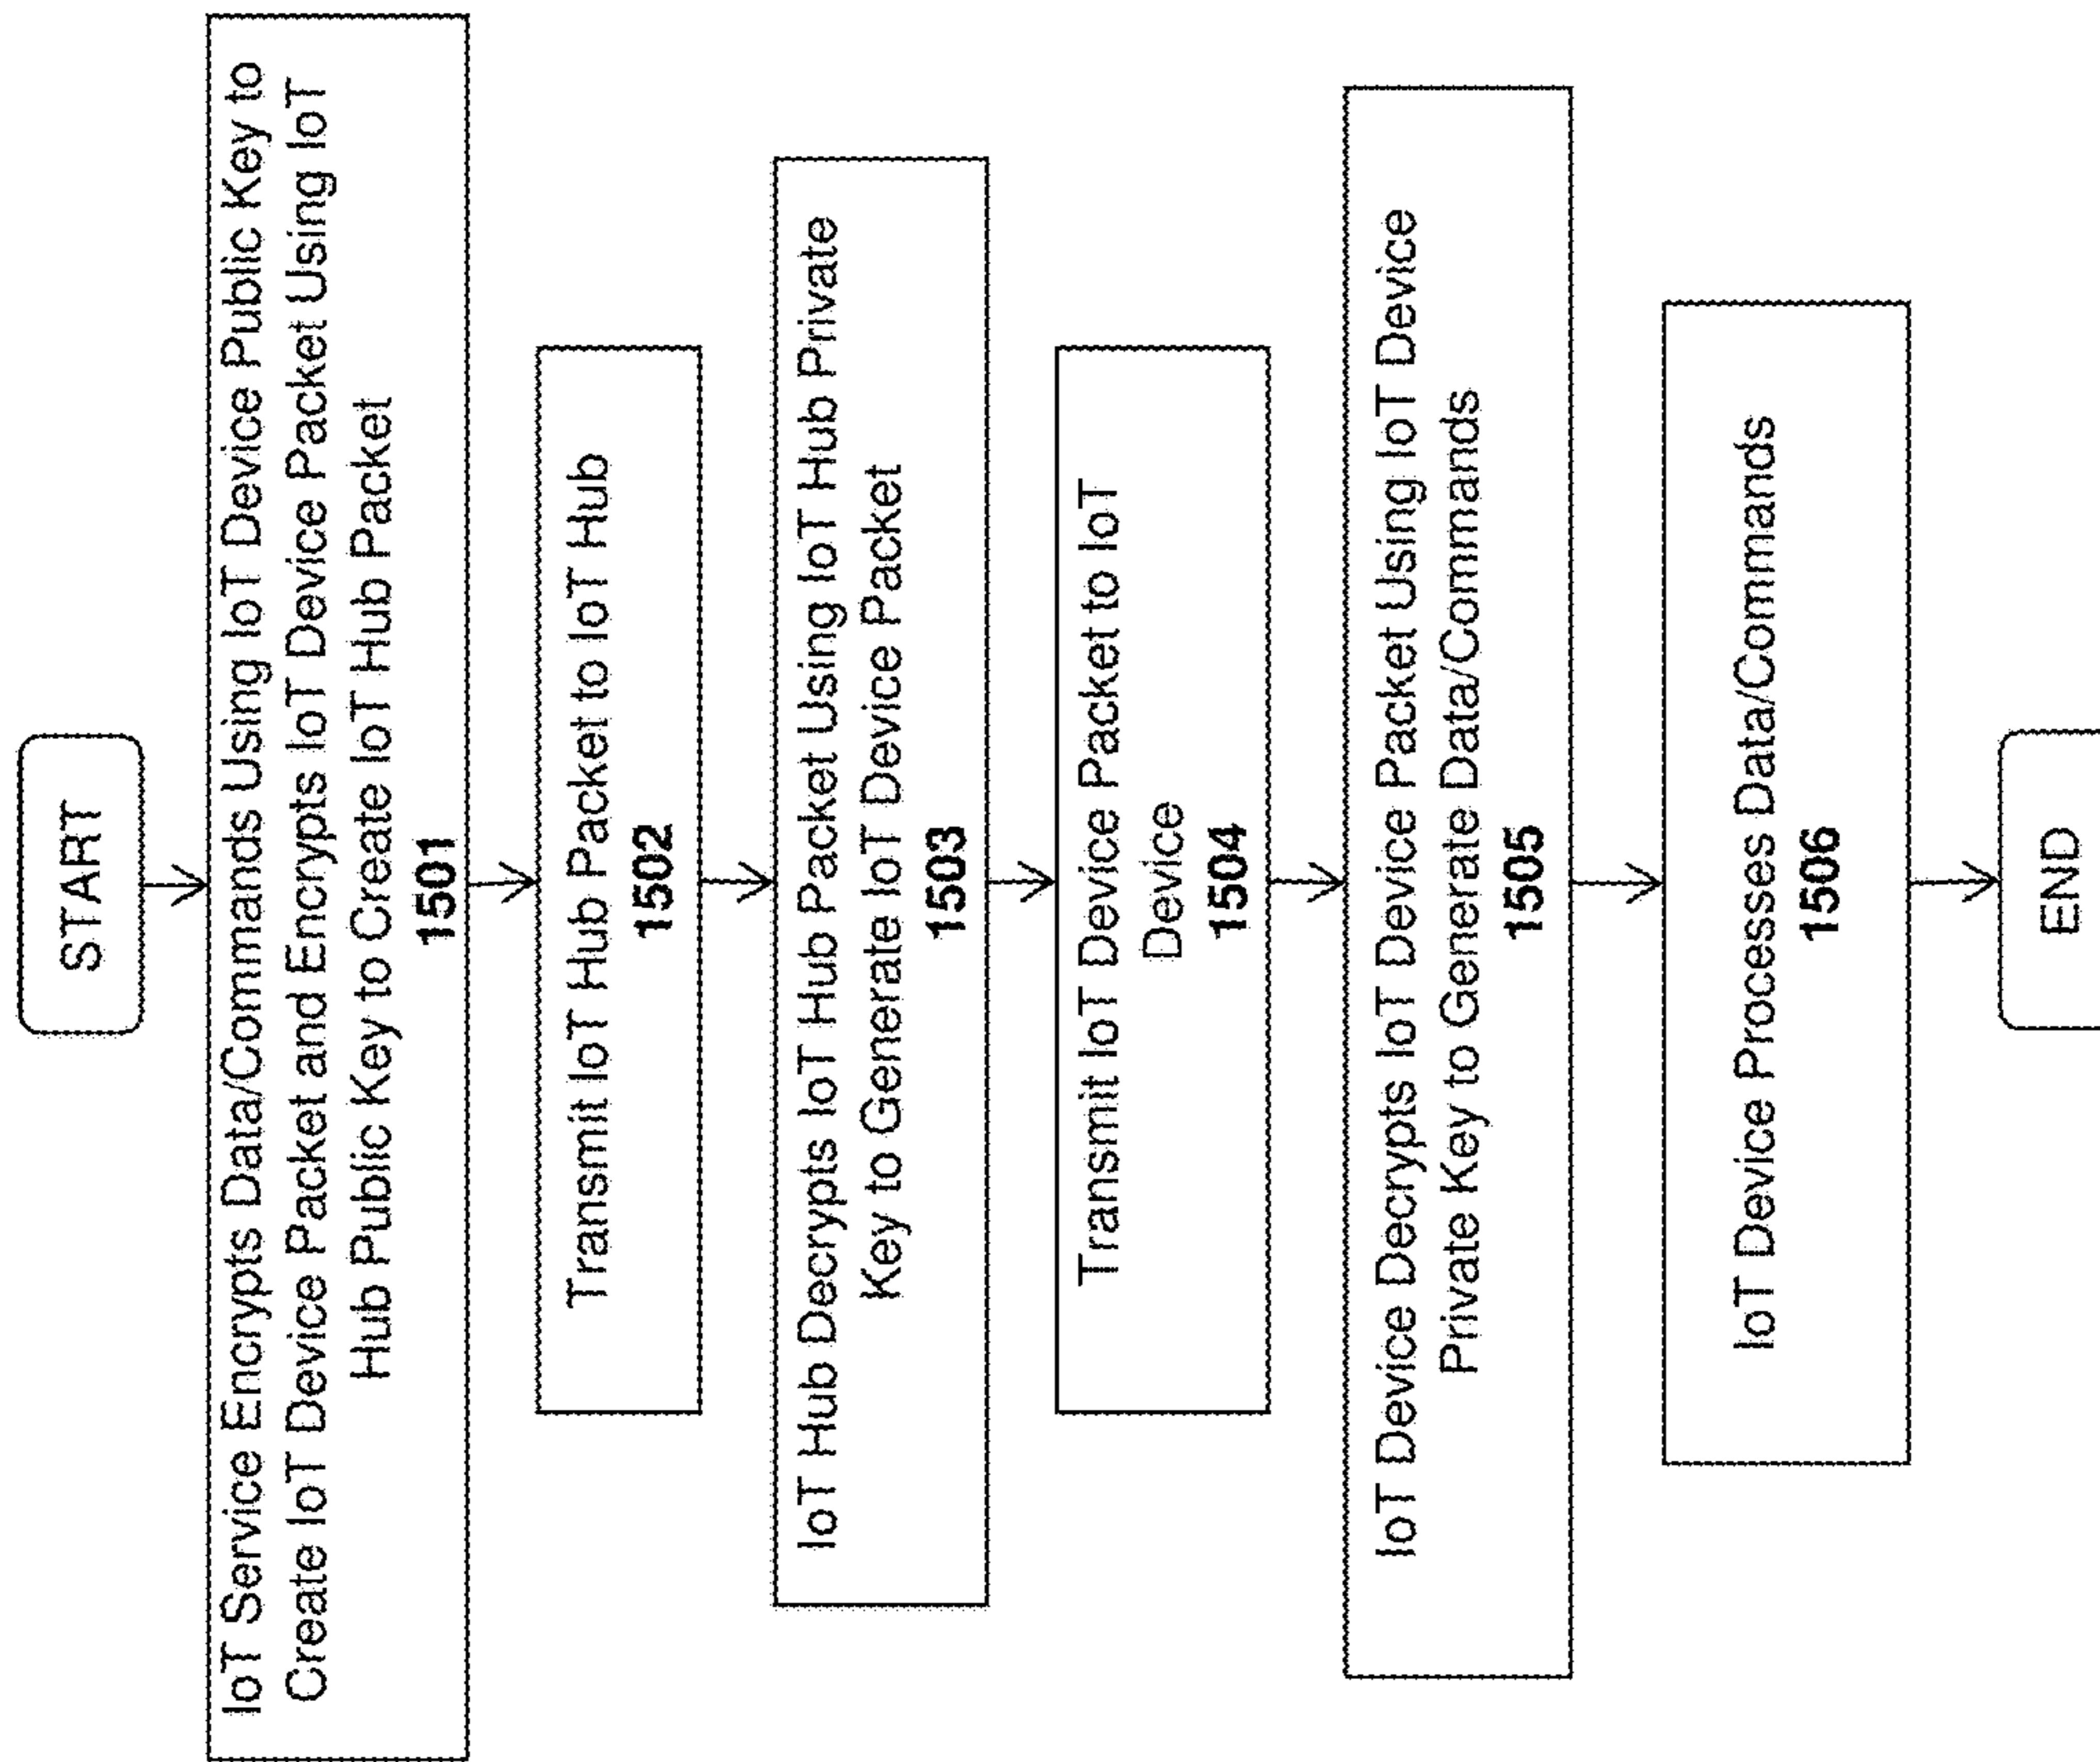 START
IoT Service Encrypts Data/Commands Using IoT Device Public Key to
Create IoT Device Packet and Encrypts IoT Device Packet Using IoT
Hub Public Key to Create IoT Hub Packet
1501
Transmit IoT Hub Packet to IoT Hub
1502
IoT Hub Decrypts IoT Hub Packet Using IoT Hub Private
Key to Generate IoT Device Packet
1503
Transmit IoT Device Packet to IoT
Device
1504
IoT Device Decrypts IoT Device Packet Using IoT Device
Private Key to Generate Data/Commands
1505
IoT Device Processes Data/Commands
1506
END